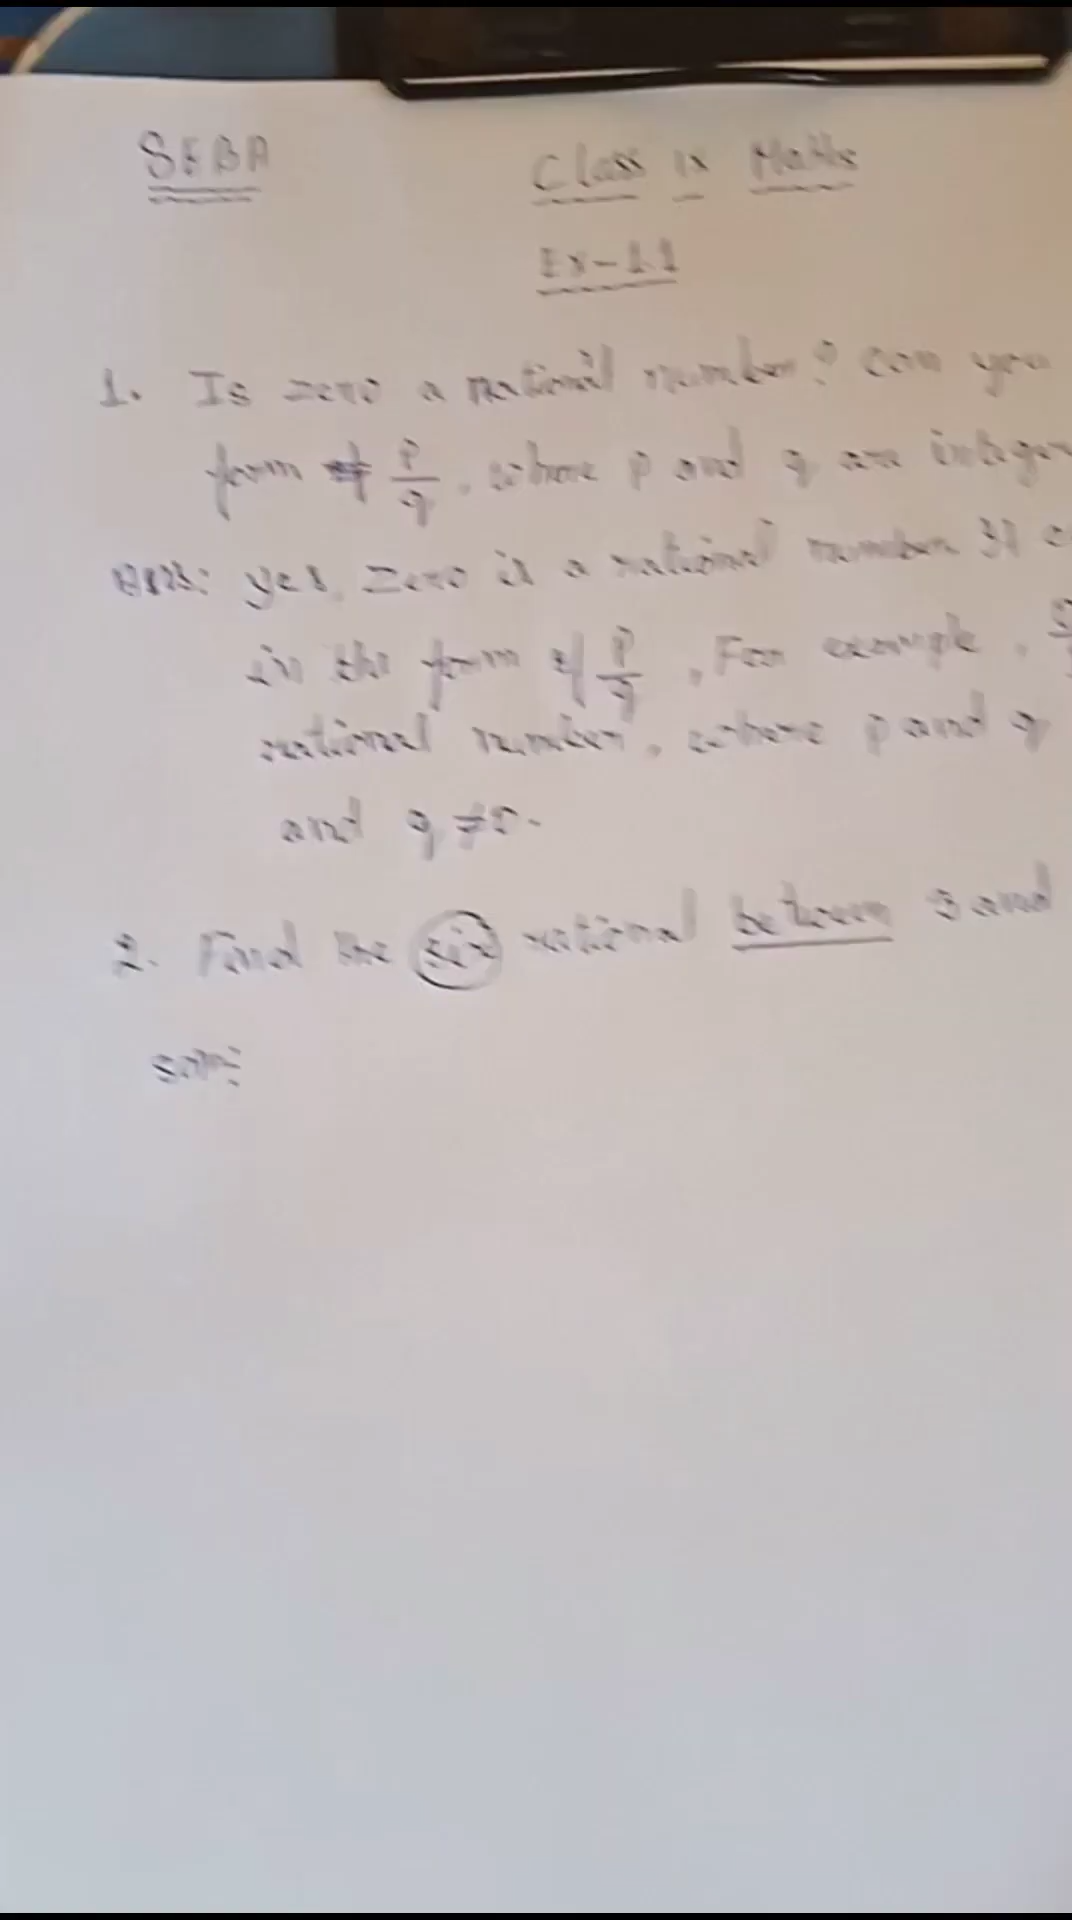 SEBA
Class ix Maths
Ex-1.1
1. Is zero a rational number? can you
form of p/q, where p and q are integer
Ans: yes, zero is a rational number. It
in the form of p/q, For example,
rational number, where p and q
and q ≠ 0.
2. Find the six rational between 3 and
Soln: